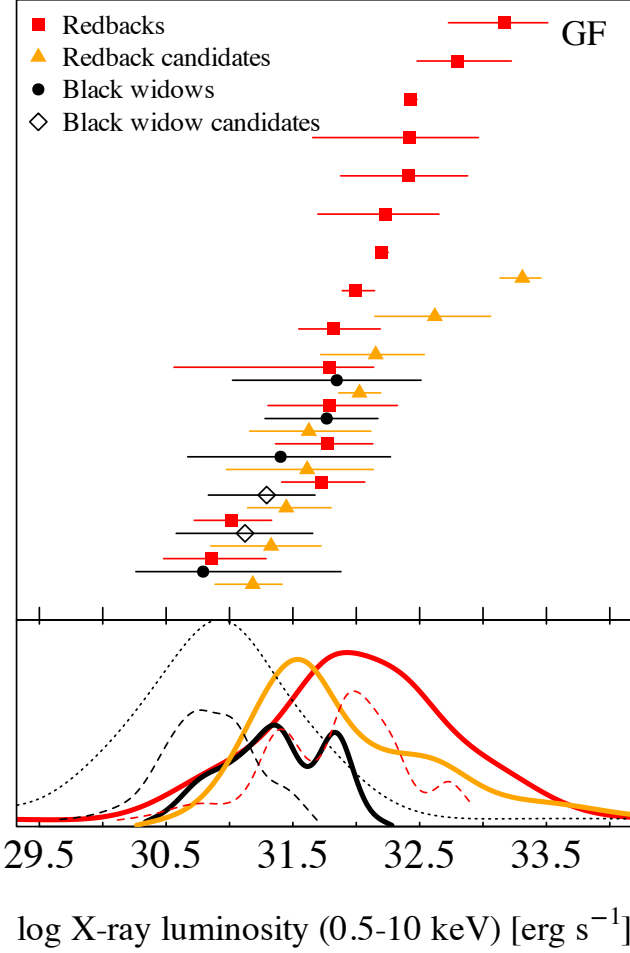 Redbacks
Redback candidates
Black widows
Black widow candidates
GF
29.5 30.5 31.5 32.5 33.5
log X-ray luminosity (0.5-10 keV) [erg s⁻¹]